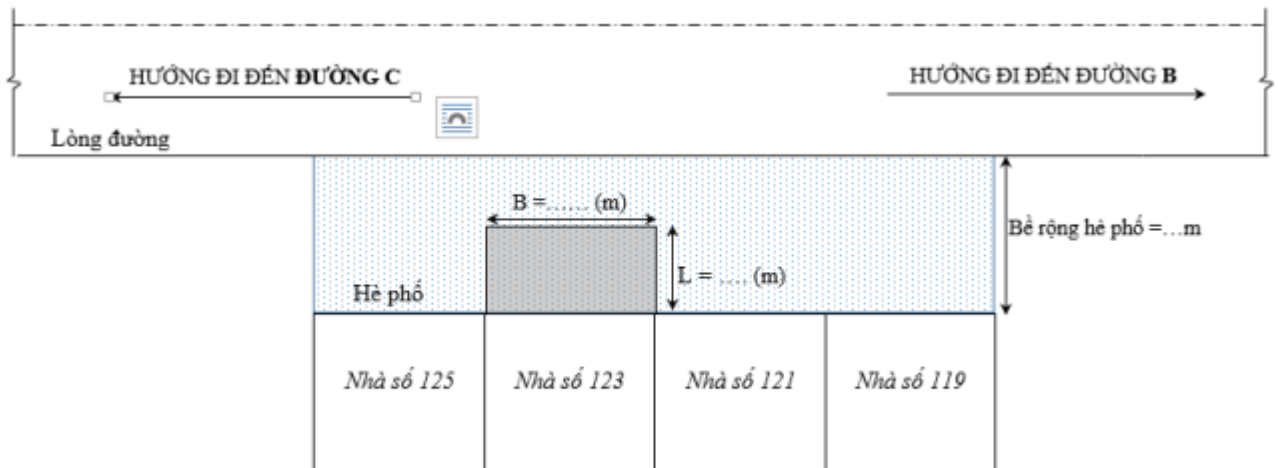 HƯỚNG ĐI ĐẾN ĐƯỜNG C
HƯỚNG ĐI ĐẾN ĐƯỜNG B
Lòng đường
B =...... (m)
Bề rộng hè phố =...m
L = .... (m)
Hè phố
Nhà số 125
Nhà số 123
Nhà số 121
Nhà số 119